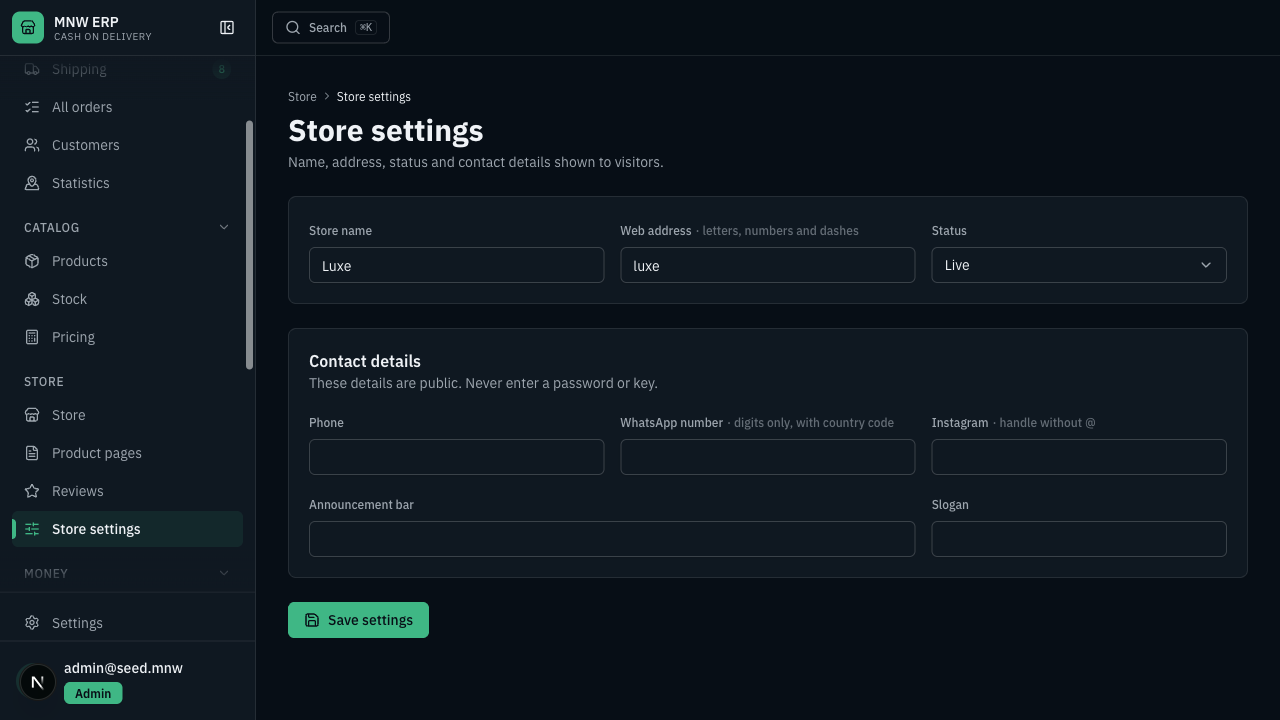 MNW ERP
CASH ON DELIVERY
Search ⌘K
Shipping 8
All orders
Customers
Statistics
CATALOG
Products
Stock
Pricing
STORE
Store
Product pages
Reviews
Store settings
MONEY
Settings
N
admin@seed.mnw
Admin
Store > Store settings
Store settings
Name, address, status and contact details shown to visitors.
Store name
Luxe
Web address · letters, numbers and dashes
luxe
Status
Live
Contact details
These details are public. Never enter a password or key.
Phone
WhatsApp number · digits only, with country code
Instagram · handle without @
Announcement bar
Slogan
Save settings